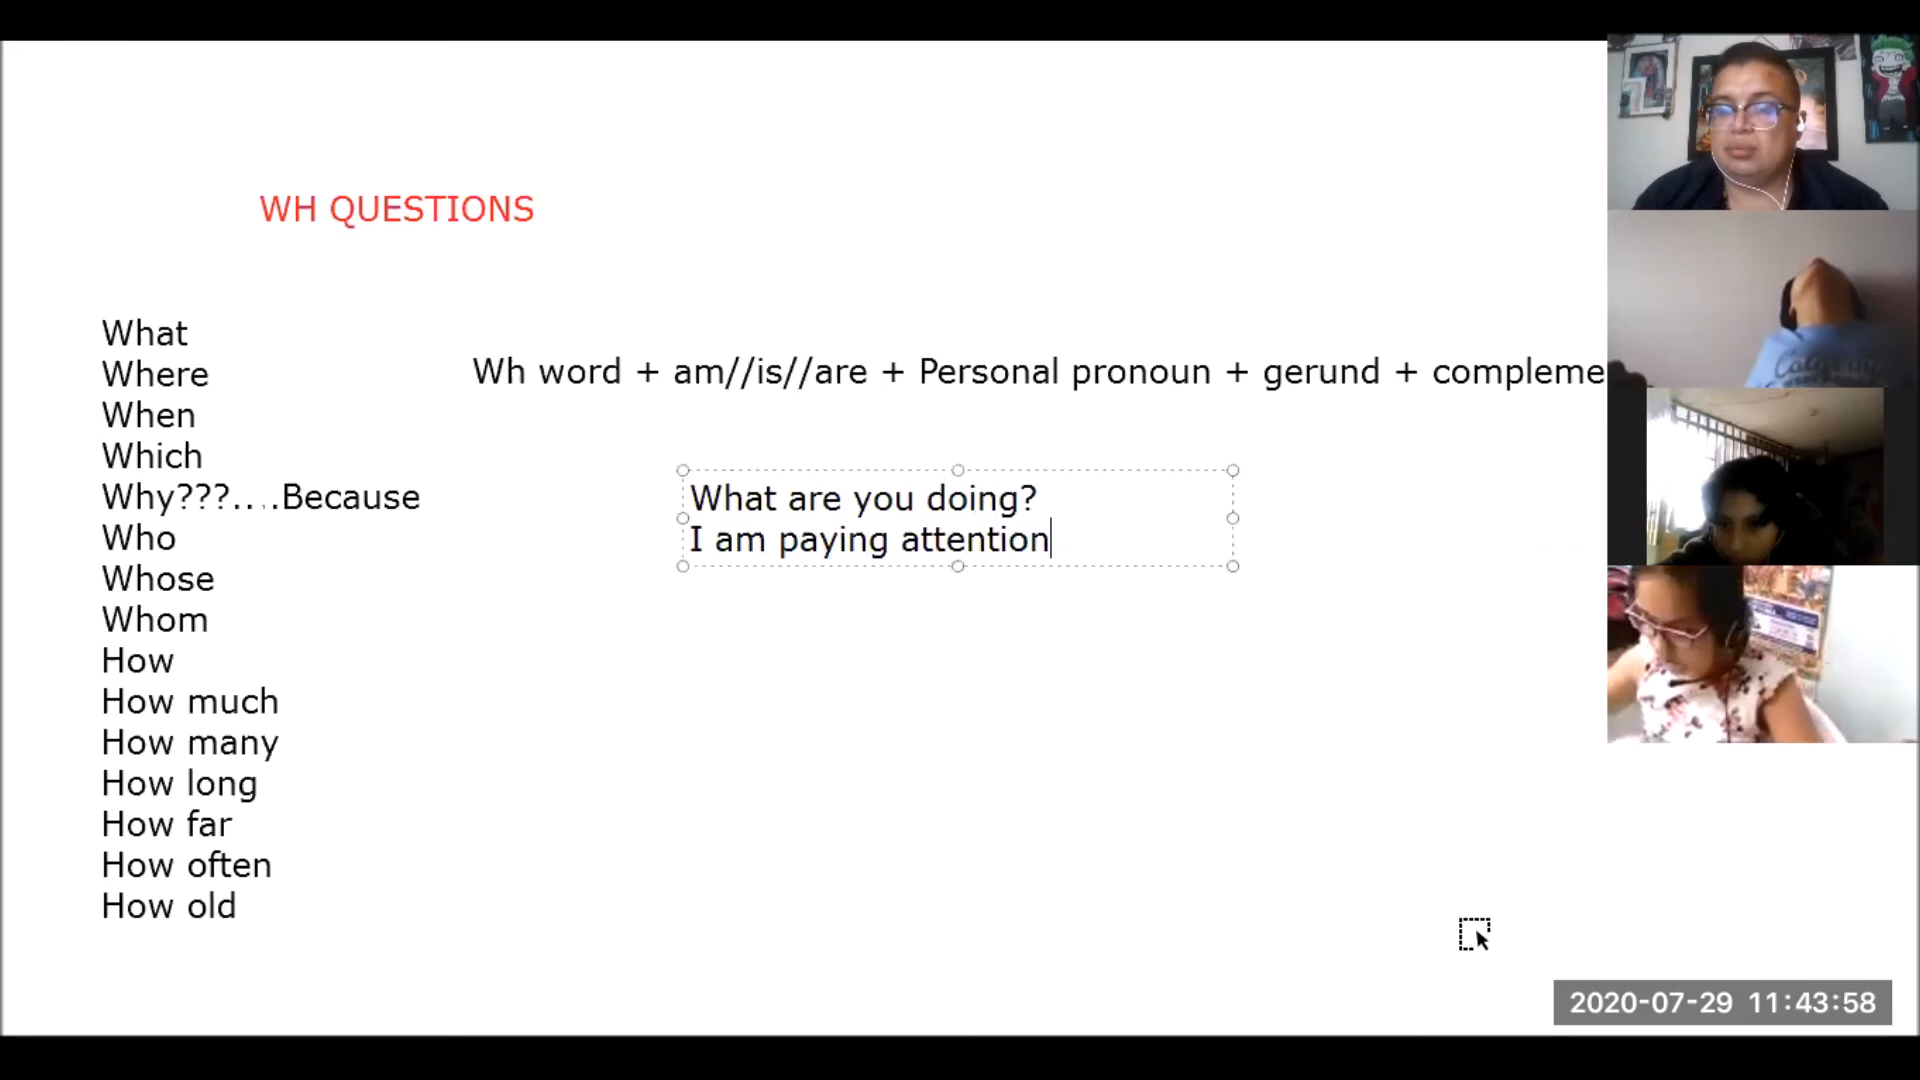 WH QUESTIONS
What
Where
When
Which
Why???....Because
Who
Whose
Whom
How
How much
How many
How long
How far
How often
How old
Wh word + am//is//are + Personal pronoun + gerund + compleme
What are you doing?
I am paying attention
2020-07-29 11:43:58